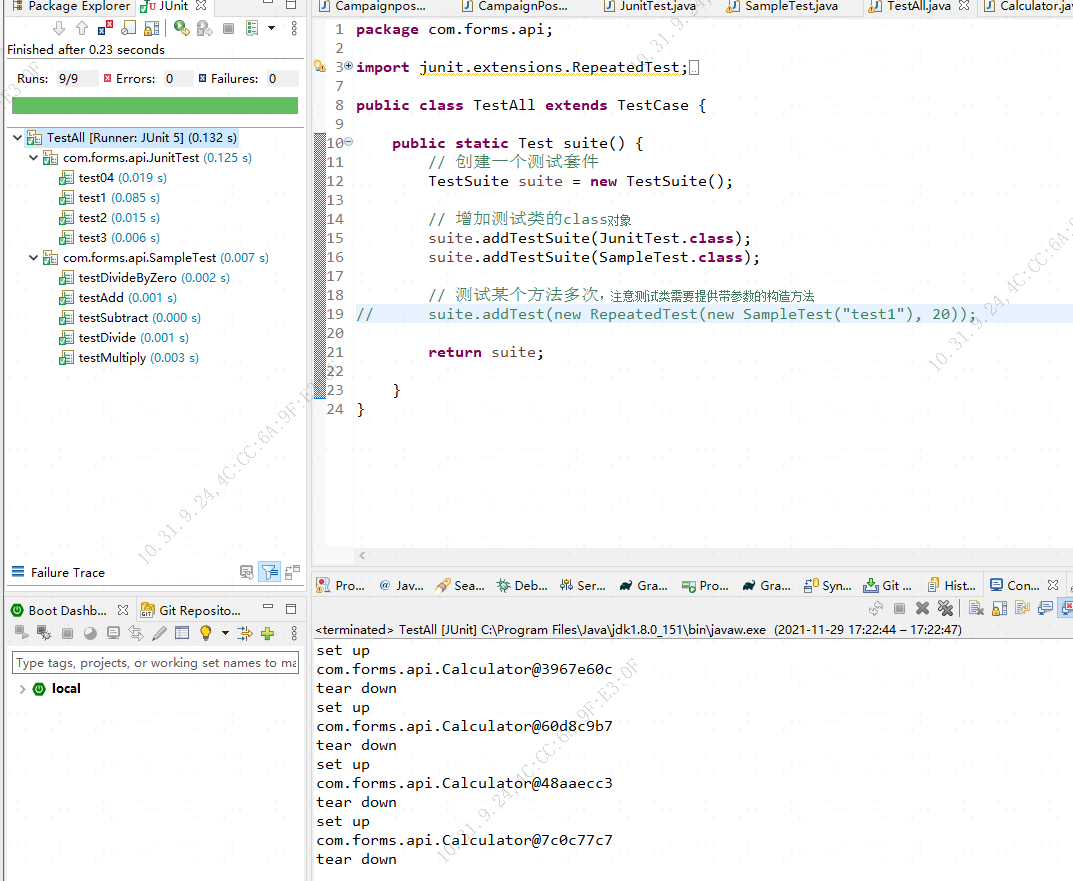 Package Explorer
JUnit
Finished after 0.23 seconds
Runs: 9/9 Errors: 0 Failures: 0
TestAll [Runner: JUnit 5] (0.132 s)
com.forms.api.JunitTest (0.125 s)
test04 (0.019 s)
test1 (0.085 s)
test2 (0.015 s)
test3 (0.006 s)
com.forms.api.SampleTest (0.007 s)
testDivideByZero (0.002 s)
testAdd (0.001 s)
testSubtract (0.000 s)
testDivide (0.001 s)
testMultiply (0.003 s)
Failure Trace
Boot Dashb...
Git Reposito...
Type tags, projects, or working set names to ma
local
Campaignpos... CampaignPos... JunitTest.java SampleTest.java TestAll.java Calculator.jav
1 package com.forms.api;
2
3 import junit.extensions.RepeatedTest;
7
8 public class TestAll extends TestCase {
9
10 public static Test suite() {
11 // 创建一个测试套件
12 TestSuite suite = new TestSuite();
13
14 // 增加测试类的class对象
15 suite.addTestSuite(JunitTest.class);
16 suite.addTestSuite(SampleTest.class);
17
18 // 测试某个方法多次，注意测试类需要提供带参数的构造方法
19 // suite.addTest(new RepeatedTest(new SampleTest("test1"), 20));
20
21 return suite;
22
23 }
24 }
Pro... Jav... Sea... Deb... Ser... Gra... Pro... Gra... Syn... Git ... Hist... Con...
<terminated> TestAll [JUnit] C:\Program Files\Java\jdk1.8.0_151\bin\javaw.exe (2021-11-29 17:22:44 – 17:22:47)
set up
com.forms.api.Calculator@3967e60c
tear down
set up
com.forms.api.Calculator@60d8c9b7
tear down
set up
com.forms.api.Calculator@48aaecc3
tear down
set up
com.forms.api.Calculator@7c0c77c7
tear down
10.31.9.24,4C:CC:6A:9F:E3:0F
10.31.9.24,4C:CC:6A:9F:E3:0F